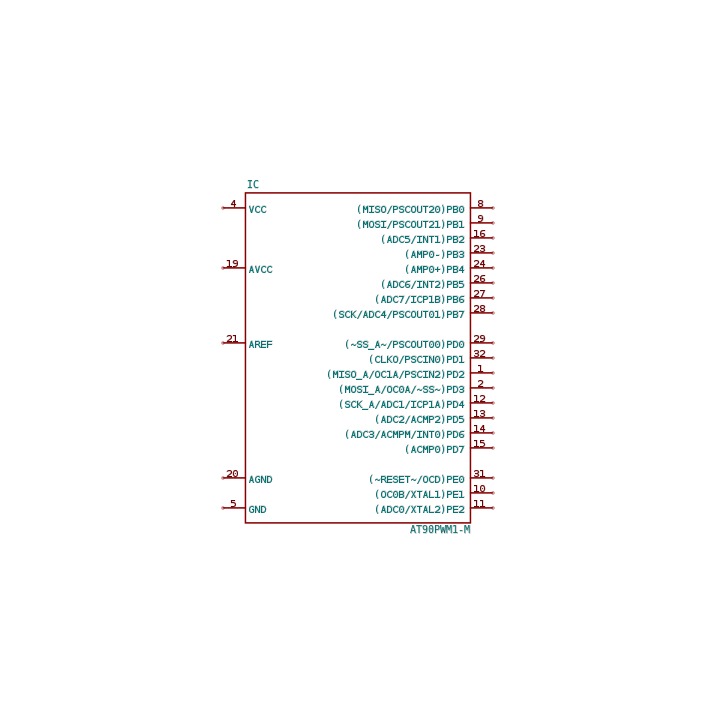 IC
4 VCC (MISO/PSCOUT20)PB0 8
(MOSI/PSCOUT21)PB1 9
(ADC5/INT1)PB2 16
(AMP0-)PB3 23
19 AVCC (AMP0+)PB4 24
(ADC6/INT2)PB5 26
(ADC7/ICP1B)PB6 27
(SCK/ADC4/PSCOUT01)PB7 28
21 AREF (~SS_A~/PSCOUT00)PD0 29
(CLKO/PSCIN0)PD1 32
(MISO_A/OC1A/PSCIN2)PD2 1
(MOSI_A/OC0A/~SS~)PD3 2
(SCK_A/ADC1/ICP1A)PD4 12
(ADC2/ACMP2)PD5 13
(ADC3/ACMPM/INT0)PD6 14
(ACMP0)PD7 15
20 AGND (~RESET~/OCD)PE0 31
(OC0B/XTAL1)PE1 10
5 GND (ADC0/XTAL2)PE2 11
AT90PWM1-M